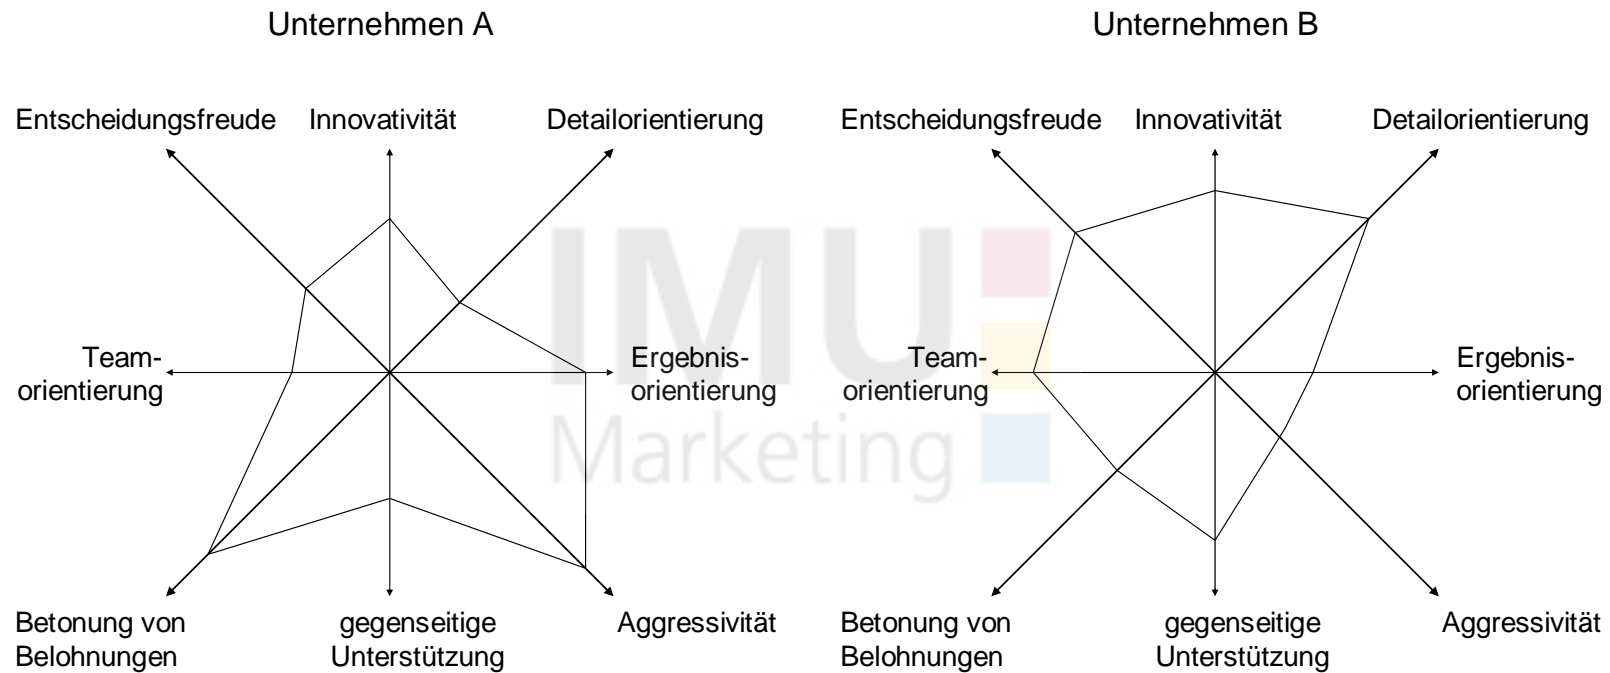 Unternehmen A
Entscheidungsfreude
Innovativität
Detailorientierung
Team-
orientierung
Ergebnis-
orientierung
Betonung von
Belohnungen
gegenseitige
Unterstützung
Aggressivität
Unternehmen B
Entscheidungsfreude
Innovativität
Detailorientierung
Team-
orientierung
Ergebnis-
orientierung
Betonung von
Belohnungen
gegenseitige
Unterstützung
Aggressivität
IMU
Marketing